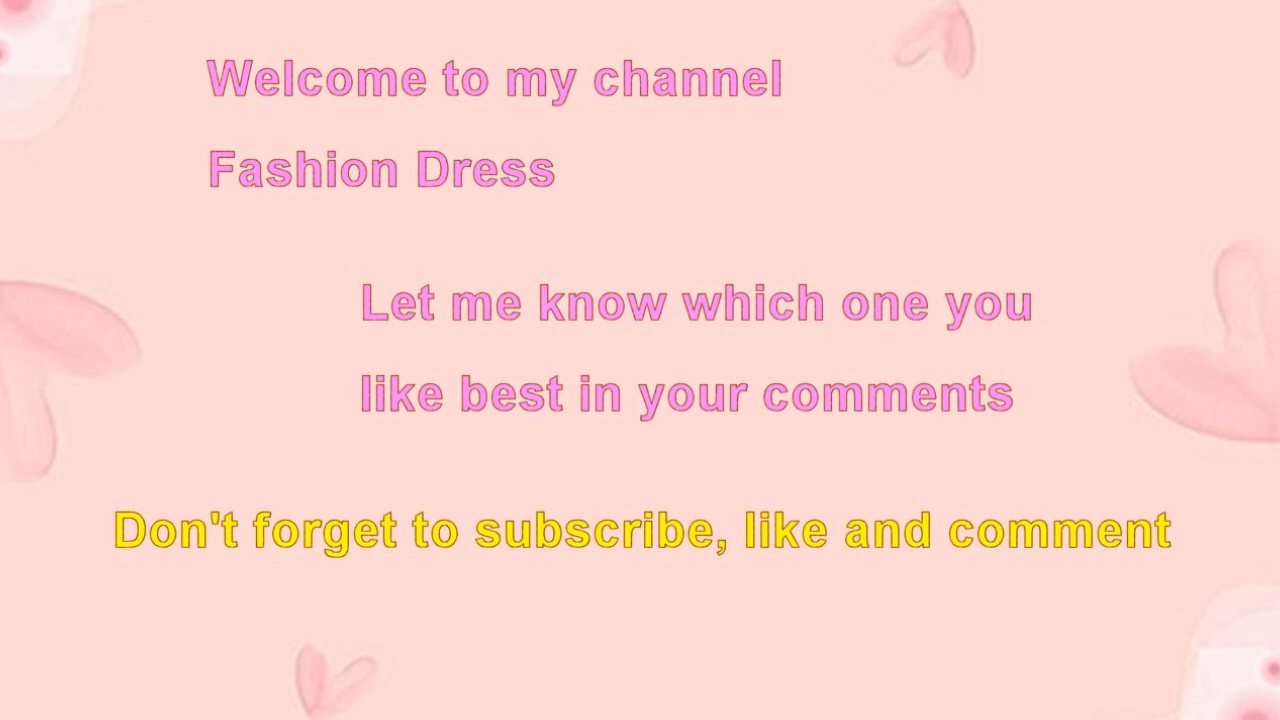 Welcome to my channel
Fashion Dress
Let me know which one you
like best in your comments
Don't forget to subscribe, like and comment